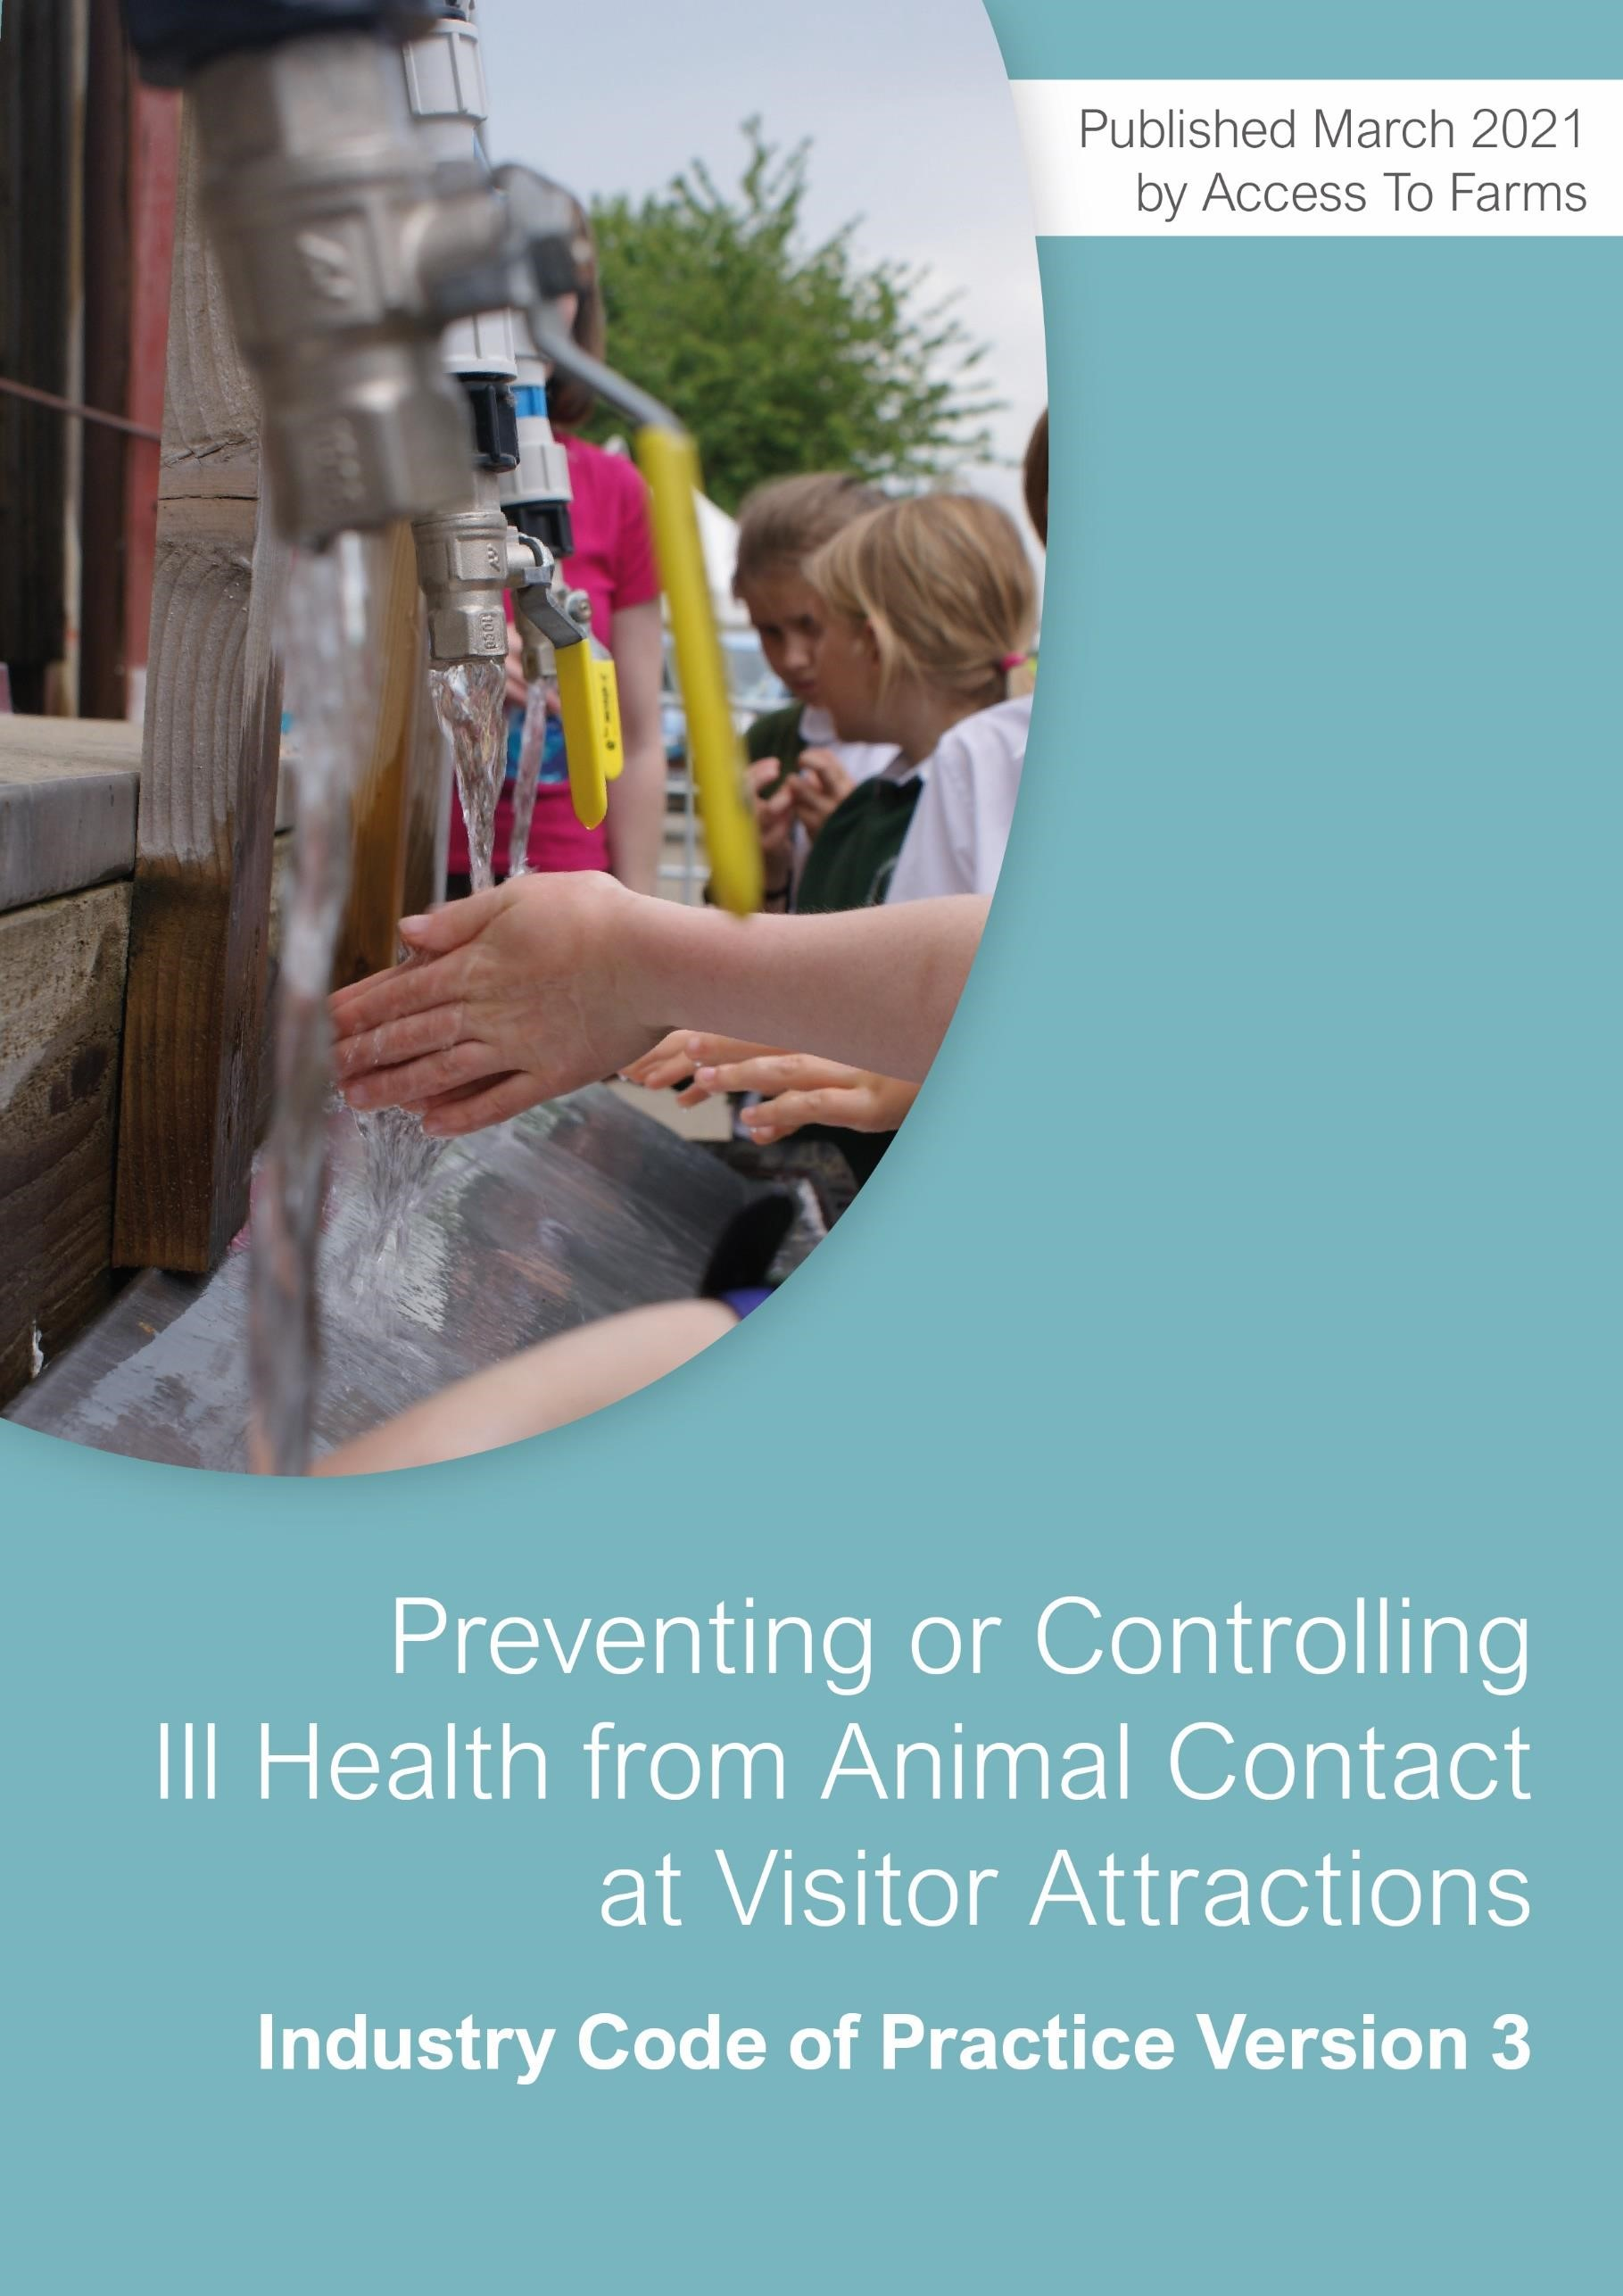 Published March 2021
by Access To Farms
Preventing or Controlling
Ill Health from Animal Contact
at Visitor Attractions
Industry Code of Practice Version 3